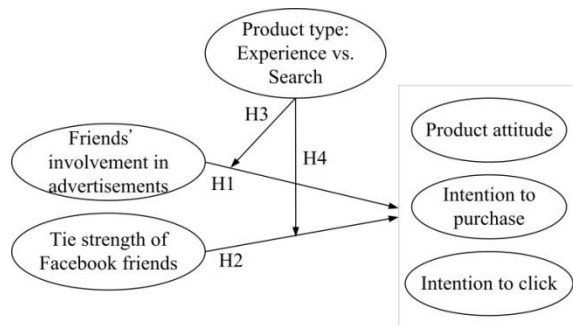 Product type:
Experience vs.
Search
H3
Friends'
involvement in
advertisements
H1
H4
Product attitude
Intention to
purchase
Tie strength of
Facebook friends
H2
Intention to click